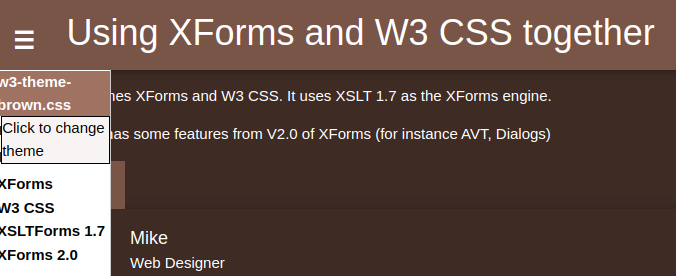 ☰ Using XForms and W3 CSS together
w3-theme-
brown.css
Click to change
theme
XForms
W3 CSS
XSLTForms 1.7
XForms 2.0
XForms and W3 CSS. It uses XSLT 1.7 as the XForms engine.
has some features from V2.0 of XForms (for instance AVT, Dialogs)
Mike
Web Designer